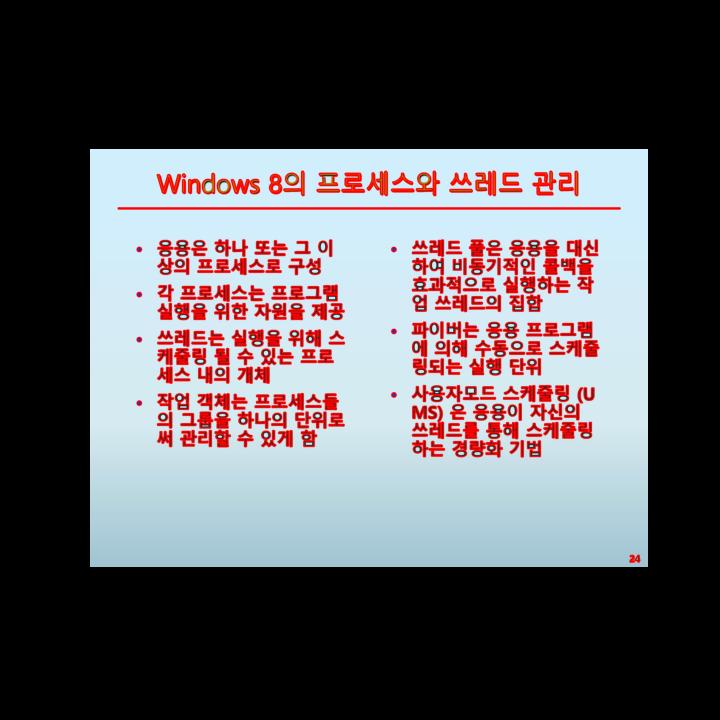 Windows 8의 프로세스와 쓰레드 관리
• 응용은 하나 또는 그 이
상의 프로세스로 구성
• 각 프로세스는 프로그램
실행을 위한 자원을 제공
• 쓰레드는 실행을 위해 스
케줄링 될 수 있는 프로
세스 내의 개체
• 작업 객체는 프로세스들
의 그룹을 하나의 단위로
써 관리할 수 있게 함
• 쓰레드 풀은 응용을 대신
하여 비동기적인 콜백을
효과적으로 실행하는 작
업 쓰레드의 집합
• 파이버는 응용 프로그램
에 의해 수동으로 스케줄
링되는 실행 단위
• 사용자모드 스케줄링 (U
MS) 은 응용이 자신의
쓰레드를 통해 스케줄링
하는 경량화 기법
24